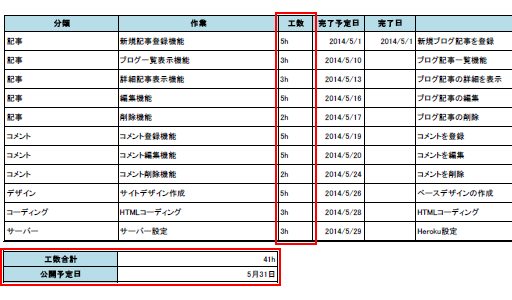 分類 作業 工数 完了予定日 完了日
記事 新規記事登録機能 5h 2014/5/1 2014/5/1 新規ブログ記事を登録
記事 ブログ一覧表示機能 3h 2014/5/10 ブログ記事一覧機能
記事 詳細記事表示機能 3h 2014/5/13 ブログ記事の詳細を表示
記事 編集機能 5h 2014/5/16 ブログ記事の編集
記事 削除機能 2h 2014/5/17 ブログ記事の削除
コメント コメント登録機能 5h 2014/5/19 コメントを登録
コメント コメント編集機能 5h 2014/5/20 コメントを編集
コメント コメント削除機能 2h 2014/5/24 コメントを削除
デザイン サイトデザイン作成 5h 2014/5/26 ベースデザインの作成
コーディング HTMLコーディング 3h 2014/5/28 HTMLコーディング
サーバー サーバー設定 3h 2014/5/29 Heroku設定
工数合計 41h
公開予定日 5月31日